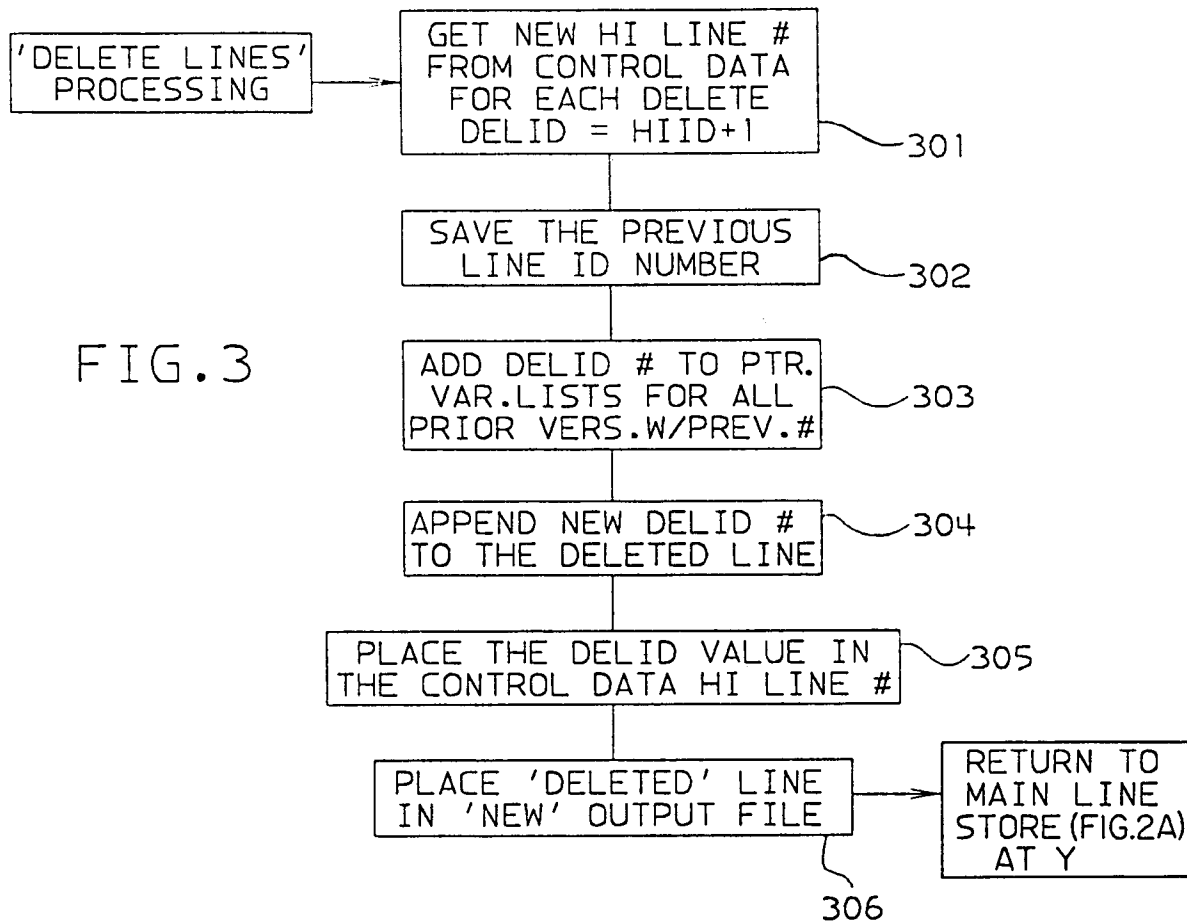 'DELETE LINES'
PROCESSING
GET NEW HI LINE #
FROM CONTROL DATA
FOR EACH DELETE
DELID = HIID+1
301
SAVE THE PREVIOUS
LINE ID NUMBER
302
FIG.3
ADD DELID # TO PTR.
VAR.LISTS FOR ALL
PRIOR VERS.W/PREV.#
303
APPEND NEW DELID #
TO THE DELETED LINE
304
PLACE THE DELID VALUE IN
THE CONTROL DATA HI LINE #
305
PLACE 'DELETED' LINE
IN 'NEW' OUTPUT FILE
306
RETURN TO
MAIN LINE
STORE(FIG.2A)
AT Y